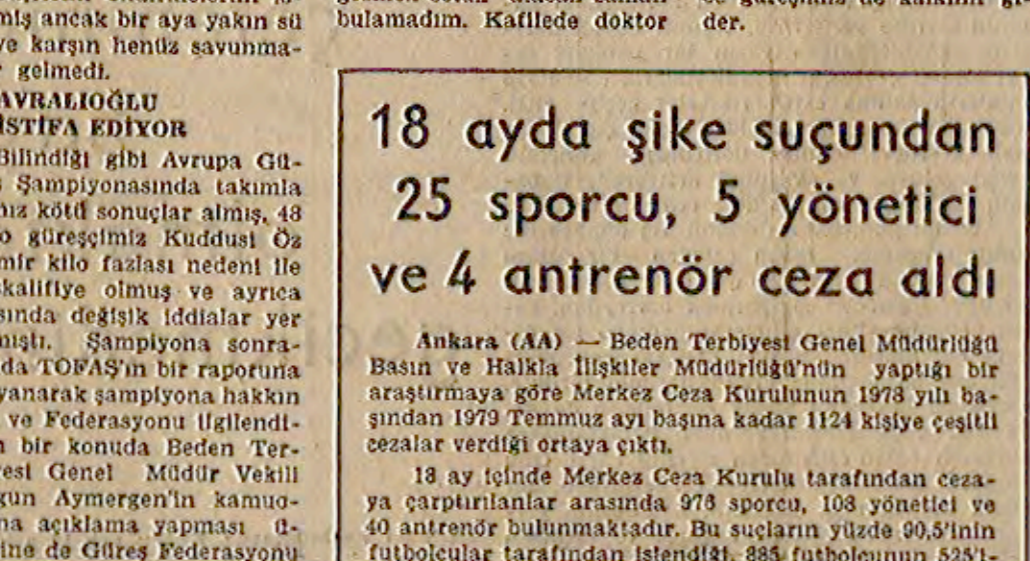 miş ancak bir aya yakın sü
ve karşın henüz savunma-
gelmedi.
AVRALIOĞLU
İSTİFA EDİYOR
Bilindiği gibi Avrupa Gü-
Şampiyonasında takımla
mız kötü sonuçlar almış, 48
o güreşçimiz Kuddusi Öz
mir kilo fazlası nedeni ile
skalifiye olmuş ve ayrıca
sında değişik iddialar yer
mıştı. Şampiyona sonra-
da TOFAŞ'ın bir raporuna
yanarak şampiyona hakkın
ve Federasyonu ilgilendi-
n bir konuda Beden Ter-
yesi Genel Müdür Vekili
gun Aymergen'in kamuo-
na açıklama yapması ü-
ine de Güreş Federasyonu
bulamadım. Kafilede doktor
der.
18 ayda şike suçundan
25 sporcu, 5 yönetici
ve 4 antrenör ceza aldı
Ankara (AA) — Beden Terbiyesi Genel Müdürlüğü
Basın ve Halkla İlişkiler Müdürlüğü'nün yaptığı bir
araştırmaya göre Merkez Ceza Kurulunun 1978 yılı ba-
şından 1979 Temmuz ayı başına kadar 1124 kişiye çeşitli
cezalar verdiği ortaya çıktı.
18 ay içinde Merkez Ceza Kurulu tarafından ceza-
ya çarptırılanlar arasında 976 sporcu, 108 yönetici ve
40 antrenör bulunmaktadır. Bu suçların yüzde 90,5'inin
futbolcular tarafından işlendiği, 885 futbolcunun 525'i-